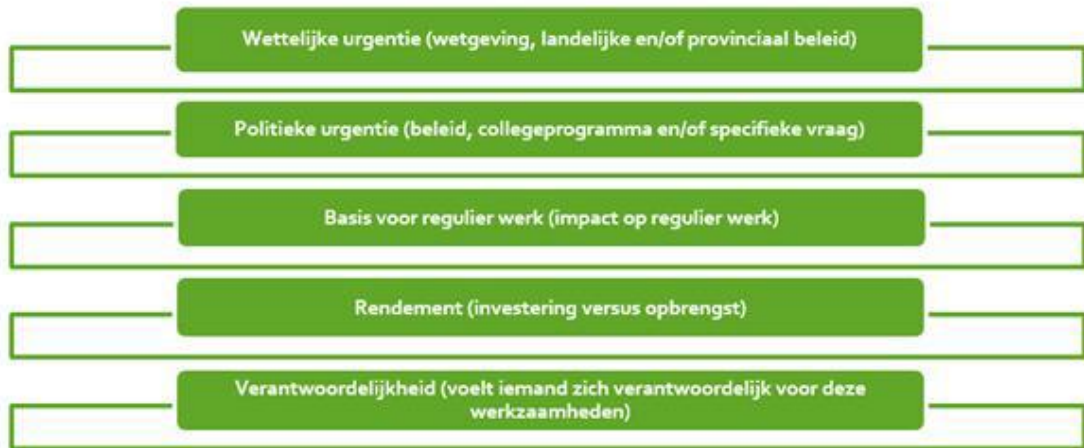 Wettelijke urgentie (wetgeving, landelijke en/of provinciaal beleid)
Politieke urgentie (beleid, collegeprogramma en/of specifieke vraag)
Basis voor regulier werk (impact op regulier werk)
Rendement (investering versus opbrengst)
Verantwoordelijkheid (voelt iemand zich verantwoordelijk voor deze
werkzaamheden)